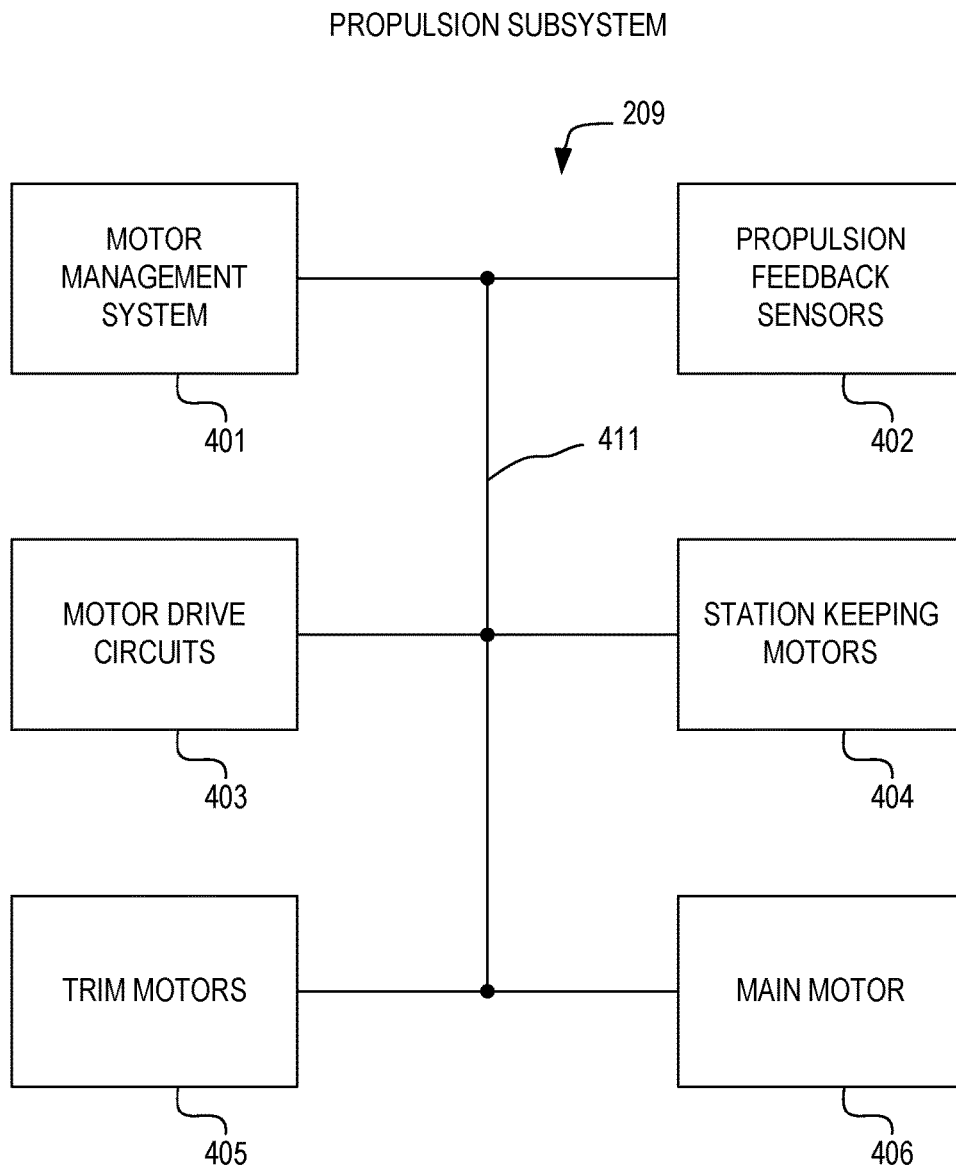 PROPULSION SUBSYSTEM
209
MOTOR
MANAGEMENT
SYSTEM
401
PROPULSION
FEEDBACK
SENSORS
402
411
MOTOR DRIVE
CIRCUITS
403
STATION KEEPING
MOTORS
404
TRIM MOTORS
405
MAIN MOTOR
406